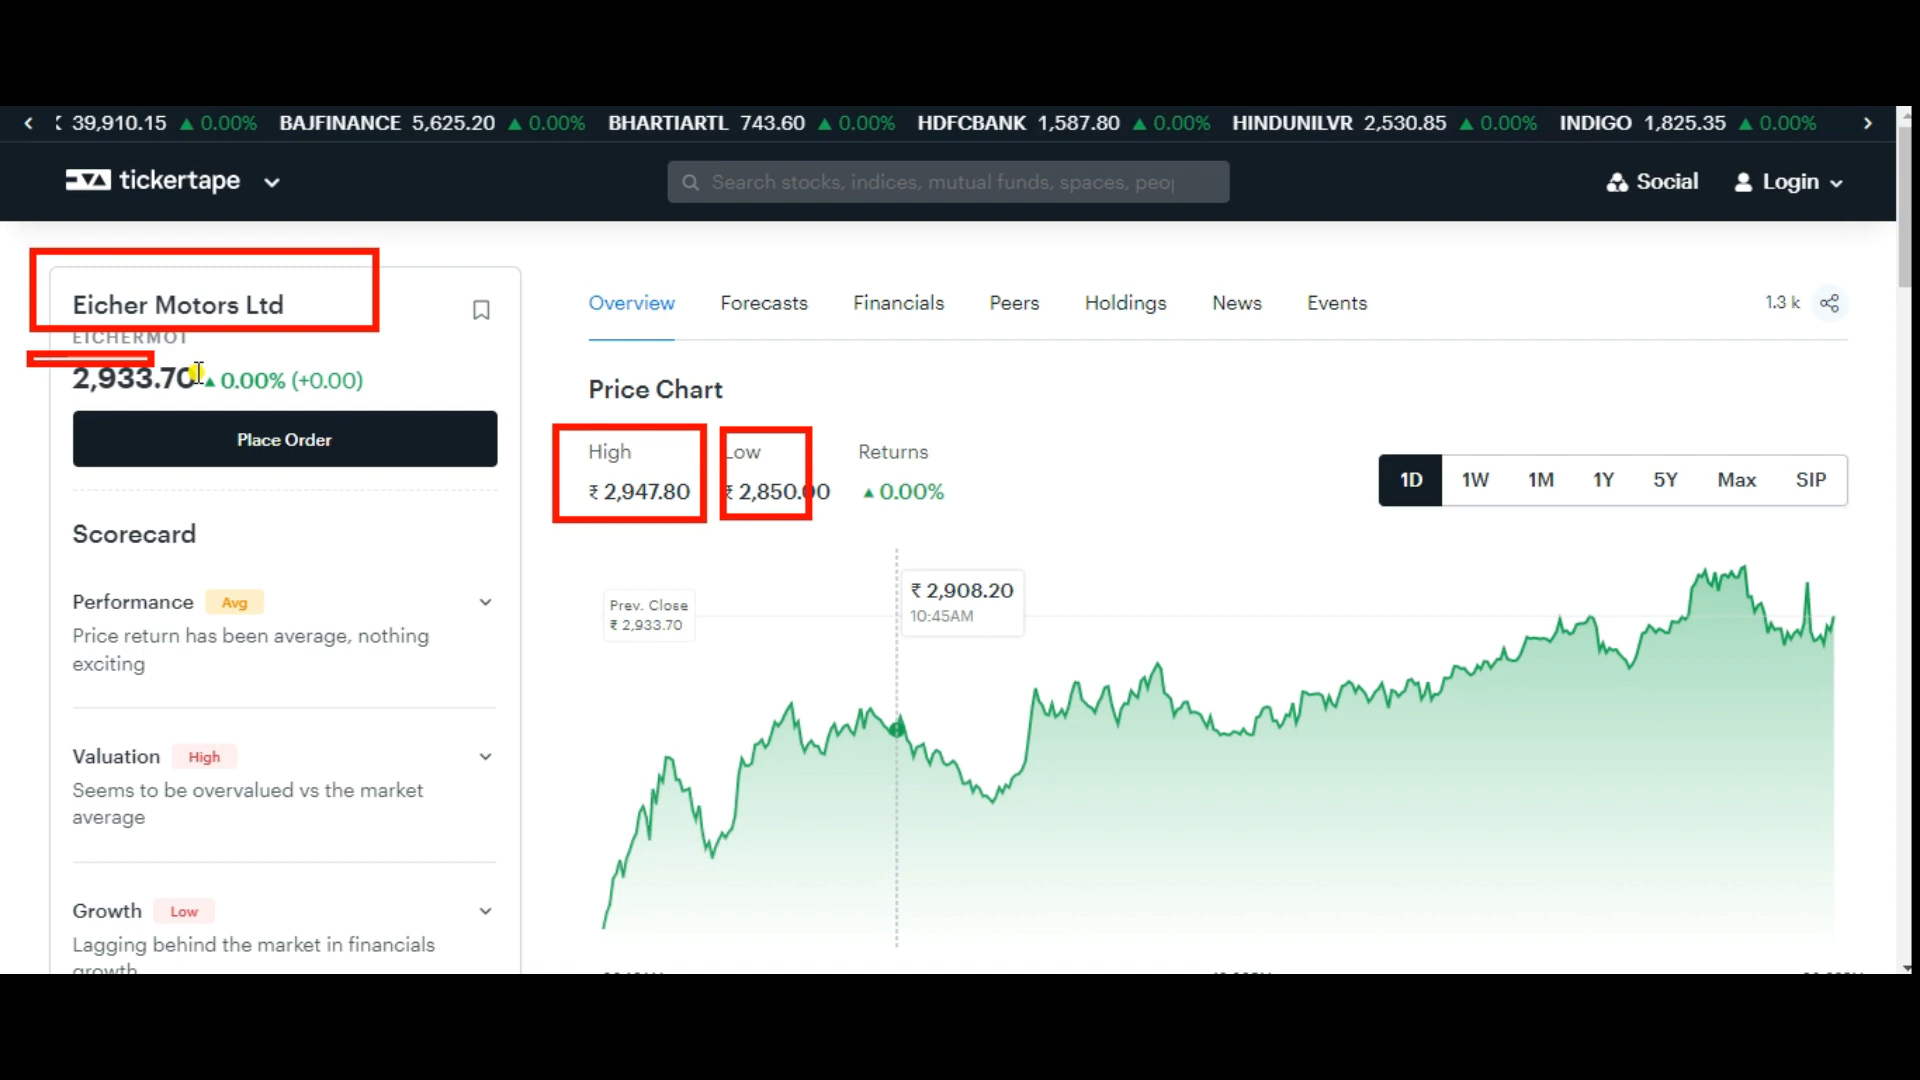 39,910.15 ▲ 0.00% BAJFINANCE 5,625.20 ▲ 0.00% BHARTIARTL 743.60 ▲ 0.00% HDFCBANK 1,587.80 ▲ 0.00% HINDUNILVR 2,530.85 ▲ 0.00% INDIGO 1,825.35 ▲ 0.00%
tickertape
Search stocks, indices, mutual funds, spaces,
Social
Login
Eicher Motors Ltd
EICHERMOT
2,933.70 ▲ 0.00% (+0.00)
Place Order
Scorecard
Performance Avg
Price return has been average, nothing
exciting
Valuation High
Seems to be overvalued vs the market
average
Growth Low
Lagging behind the market in financials
growth
Overview Forecasts Financials Peers Holdings News Events
1.3 k
Price Chart
High Low Returns
₹ 2,947.80 ₹ 2,850.00 ▲ 0.00%
1D 1W 1M 1Y 5Y Max SIP
Prev. Close
₹ 2,933.70
₹ 2,908.20
10:45AM